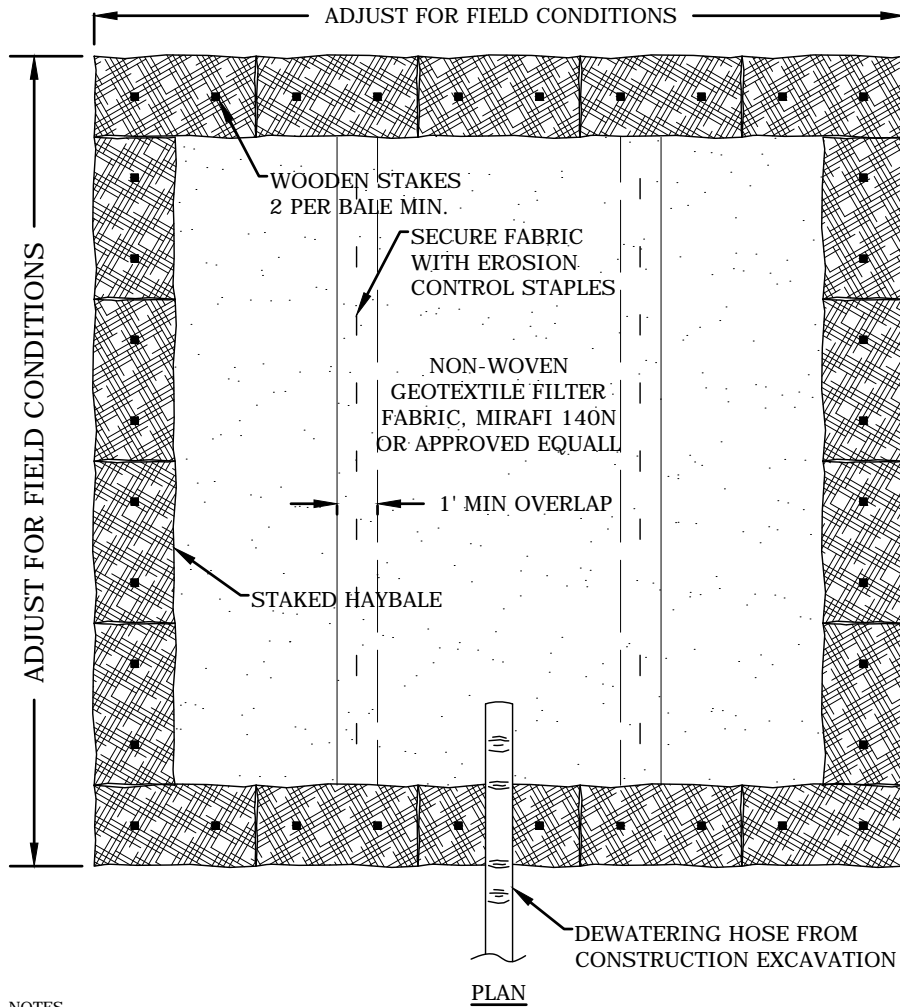 ADJUST FOR FIELD CONDITIONS
ADJUST FOR FIELD CONDITIONS
WOODEN STAKES
2 PER BALE MIN.
SECURE FABRIC
WITH EROSION
CONTROL STAPLES
NON-WOVEN
GEOTEXTILE FILTER
FABRIC, MIRAFI 140N
OR APPROVED EQUALL
1' MIN OVERLAP
STAKED HAYBALE
DEWATERING HOSE FROM
CONSTRUCTION EXCAVATION
PLAN
NOTES